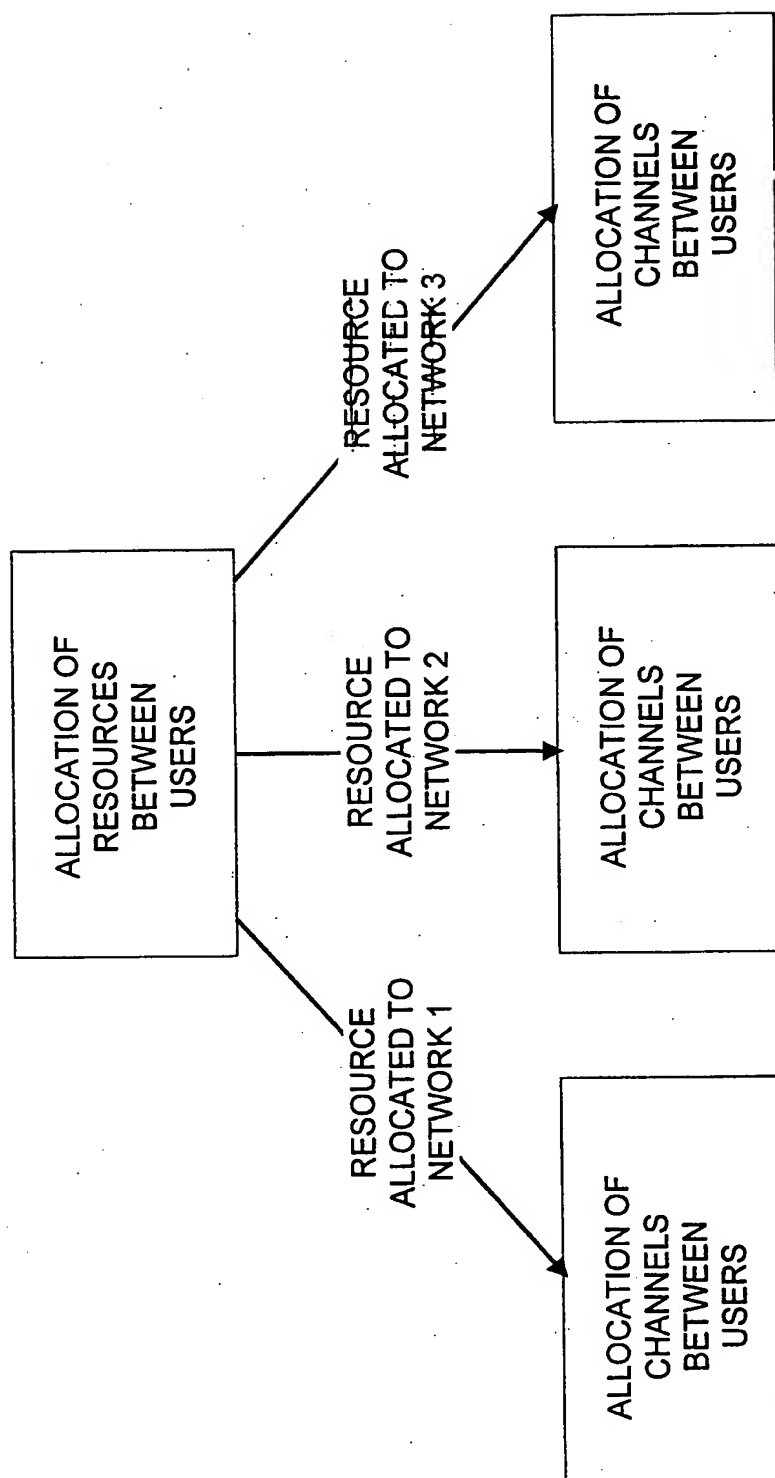 ALLOCATION OF
RESOURCES
BETWEEN
USERS
RESOURCE
ALLOCATED TO
NETWORK 1
RESOURCE
ALLOCATED TO
NETWORK 2
RESOURCE
ALLOCATED TO
NETWORK 3
ALLOCATION OF
CHANNELS
BETWEEN
USERS
ALLOCATION OF
CHANNELS
BETWEEN
USERS
ALLOCATION OF
CHANNELS
BETWEEN
USERS